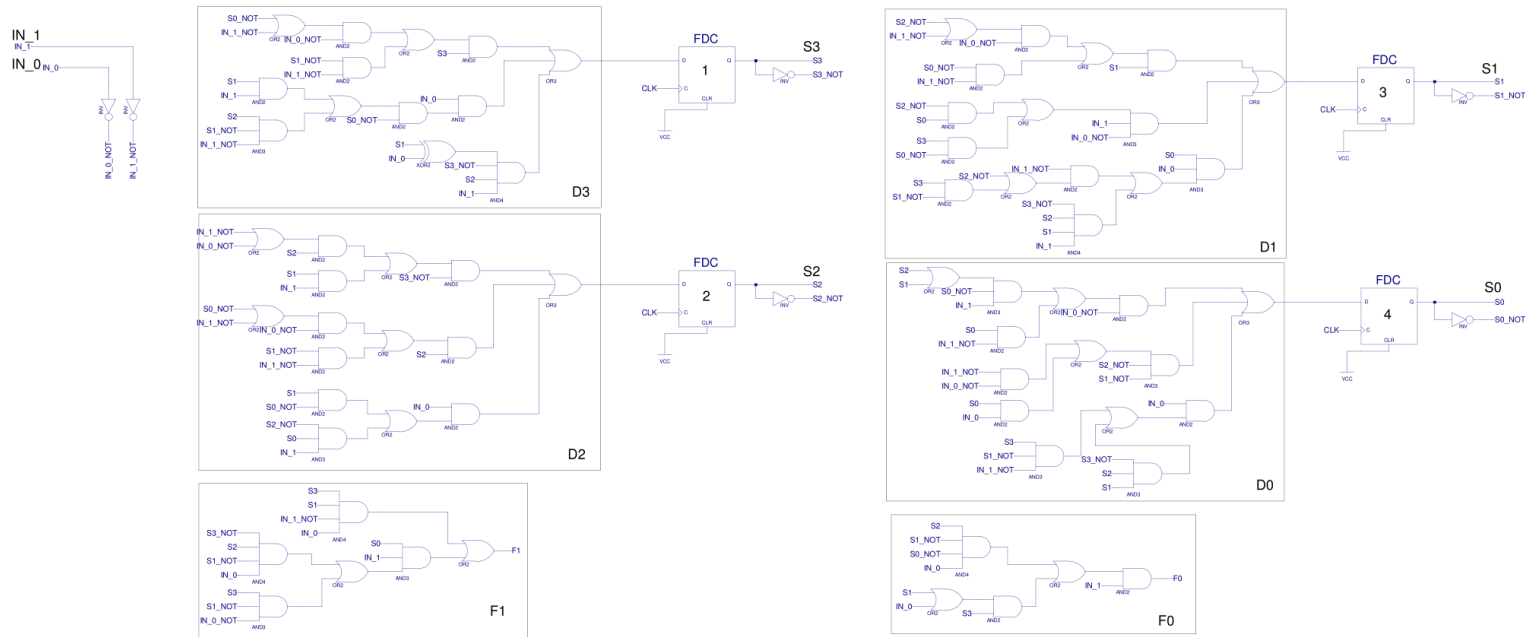 IN_1
IN_1
IN_0
IN_0
INV
INV
IN_0_NOT
IN_1_NOT
S0_NOT
IN_1_NOT
OR2
IN_0_NOT
AND2
S1_NOT
IN_1_NOT
AND2
OR2
S3
AND2
OR3
S1
IN_1
AND2
S2
S1_NOT
IN_1_NOT
AND3
OR2
S0_NOT
AND2
IN_0
AND2
S1
IN_0
XOR2
S3_NOT
S2
IN_1
AND4
D3
FDC
D
Q
1
CLK
C
CLR
VCC
S3
S3
INV
S3_NOT
IN_1_NOT
IN_0_NOT
OR2
S2
AND2
S1
IN_1
AND2
OR2
S3_NOT
AND2
OR3
S0_NOT
IN_1_NOT
OR2
IN_0_NOT
AND2
S1_NOT
IN_1_NOT
AND2
OR2
S2
AND2
S1
S0_NOT
AND2
S2_NOT
S0
IN_1
AND3
OR2
IN_0
AND2
D2
FDC
D
Q
2
CLK
C
CLR
VCC
S2
S2
INV
S2_NOT
S3
S1
IN_1_NOT
IN_0
AND4
S3_NOT
S2
S1_NOT
IN_0
AND4
S3
S1_NOT
IN_0_NOT
AND3
OR2
S0
IN_1
AND3
OR2
F1
F1
S2_NOT
IN_1_NOT
OR2
IN_0_NOT
AND2
S0_NOT
IN_1_NOT
AND2
OR2
S1
AND2
OR3
S2_NOT
S0
AND2
S3
S0_NOT
AND2
OR2
IN_1
IN_0_NOT
AND3
S3
S1_NOT
AND2
S2_NOT
OR2
IN_1_NOT
AND2
S3_NOT
S2
S1
IN_1
AND4
OR2
S0
IN_0
AND3
D1
FDC
D
Q
3
CLK
C
CLR
VCC
S1
S1
INV
S1_NOT
S2
S1
OR2
S0_NOT
IN_1
AND3
S0
IN_1_NOT
AND2
OR2
IN_0_NOT
AND2
OR3
IN_1_NOT
IN_0_NOT
AND2
S0
IN_0
AND2
OR2
S2_NOT
S1_NOT
AND3
S3
S1_NOT
IN_1_NOT
AND3
S3_NOT
S2
S1
AND3
OR2
IN_0
AND2
D0
FDC
D
Q
4
CLK
C
CLR
VCC
S0
S0
INV
S0_NOT
S2
S1_NOT
S0_NOT
IN_0
AND4
S1
IN_0
OR2
S3
AND2
OR2
IN_1
AND2
F0
F0